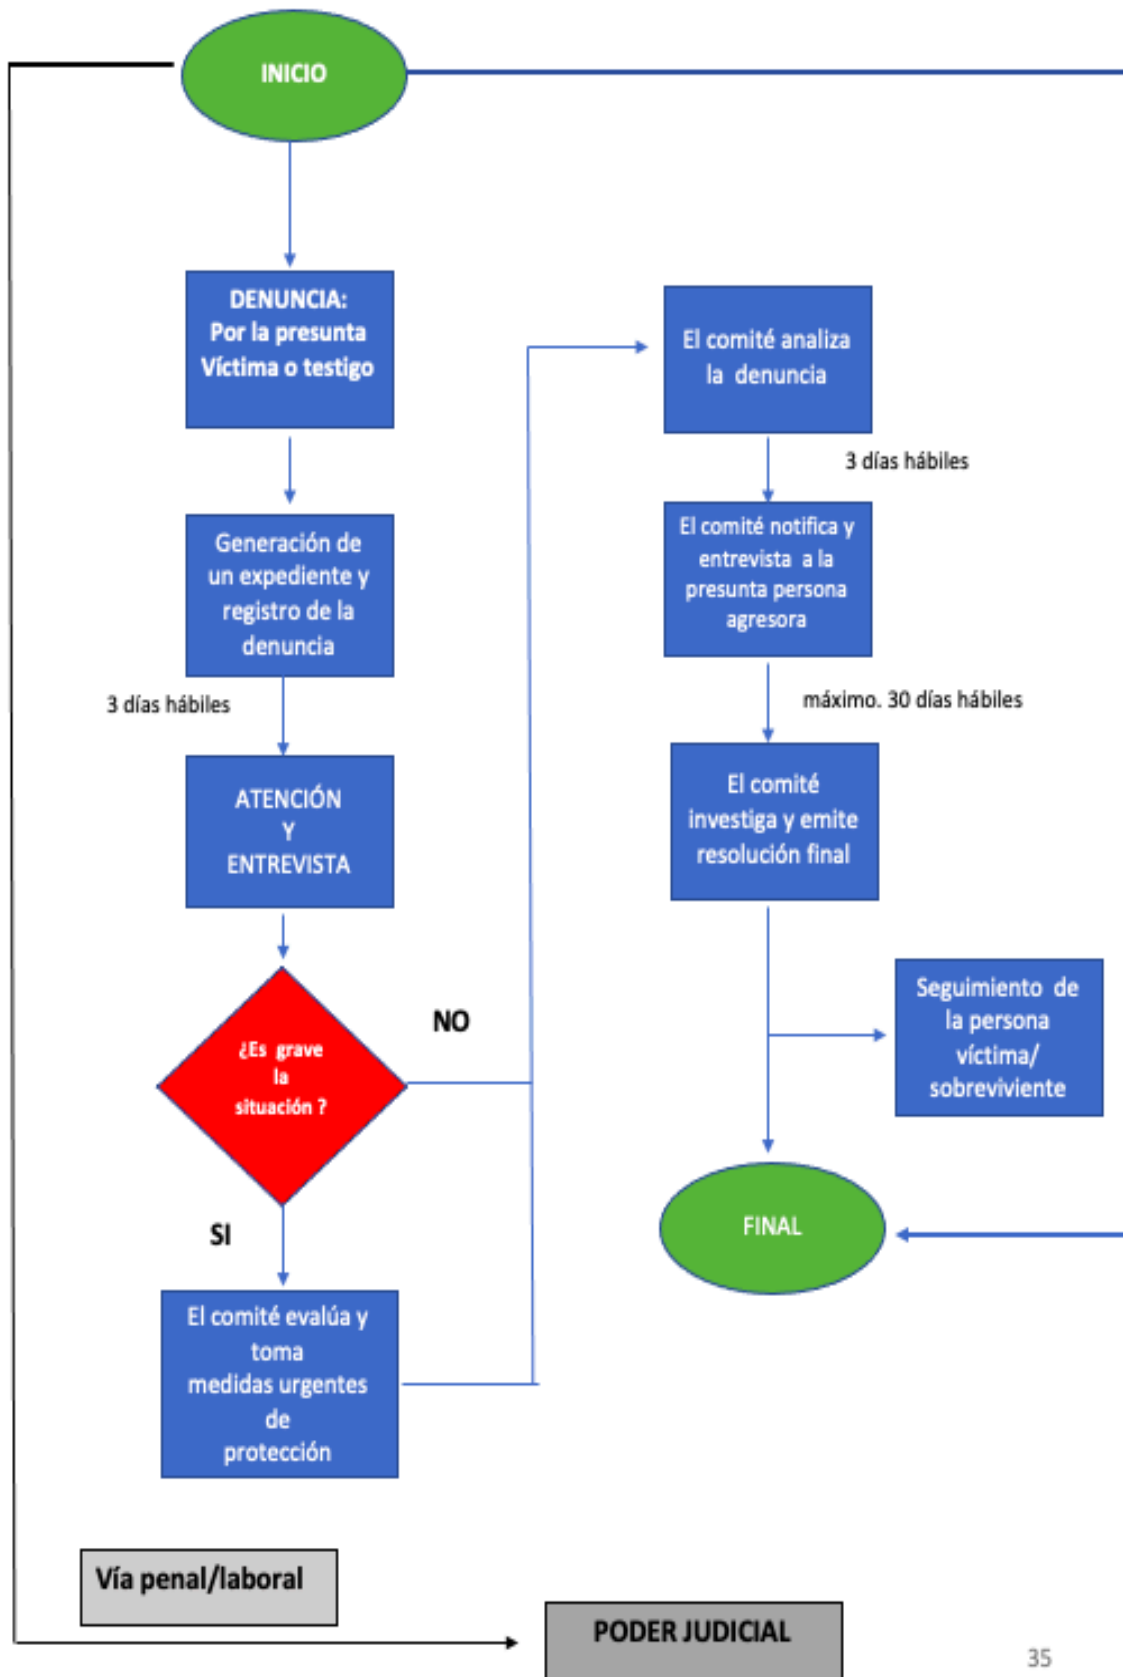 INICIO
DENUNCIA:
Por la presunta
Víctima o testigo
Generación de
un expediente y
registro de la
denuncia
3 días hábiles
ATENCIÓN
Y
ENTREVISTA
¿Es grave
la
situación ?
NO
SI
El comité evalúa y
toma
medidas urgentes
de
protección
El comité analiza
la denuncia
3 días hábiles
El comité notifica y
entrevista a la
presunta persona
agresora
máximo. 30 días hábiles
El comité
investiga y emite
resolución final
Seguimiento de
la persona
víctima/
sobreviviente
FINAL
Vía penal/laboral
PODER JUDICIAL
35